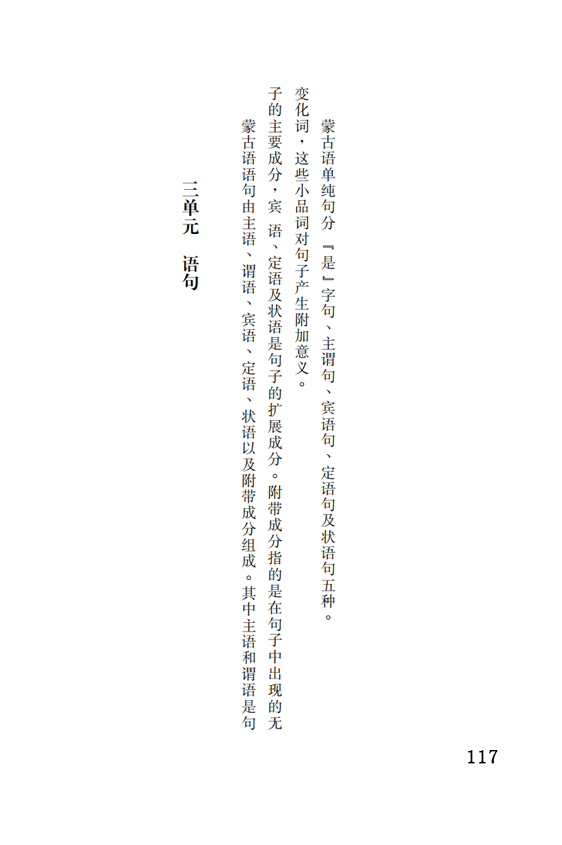 三单元 语句
蒙古语语句由主语、谓语、宾语、定语、状语以及附带成分组成。其中主语和谓语是句
子的主要成分，宾 语、定语及状语是句子的扩展成分。附带成分指的是在句子中出现的无
变化词，这些小品词对句子产生附加意义。
蒙古语单纯句分 『是』字句、主谓句、宾语句、定语句及状语句五种。
117